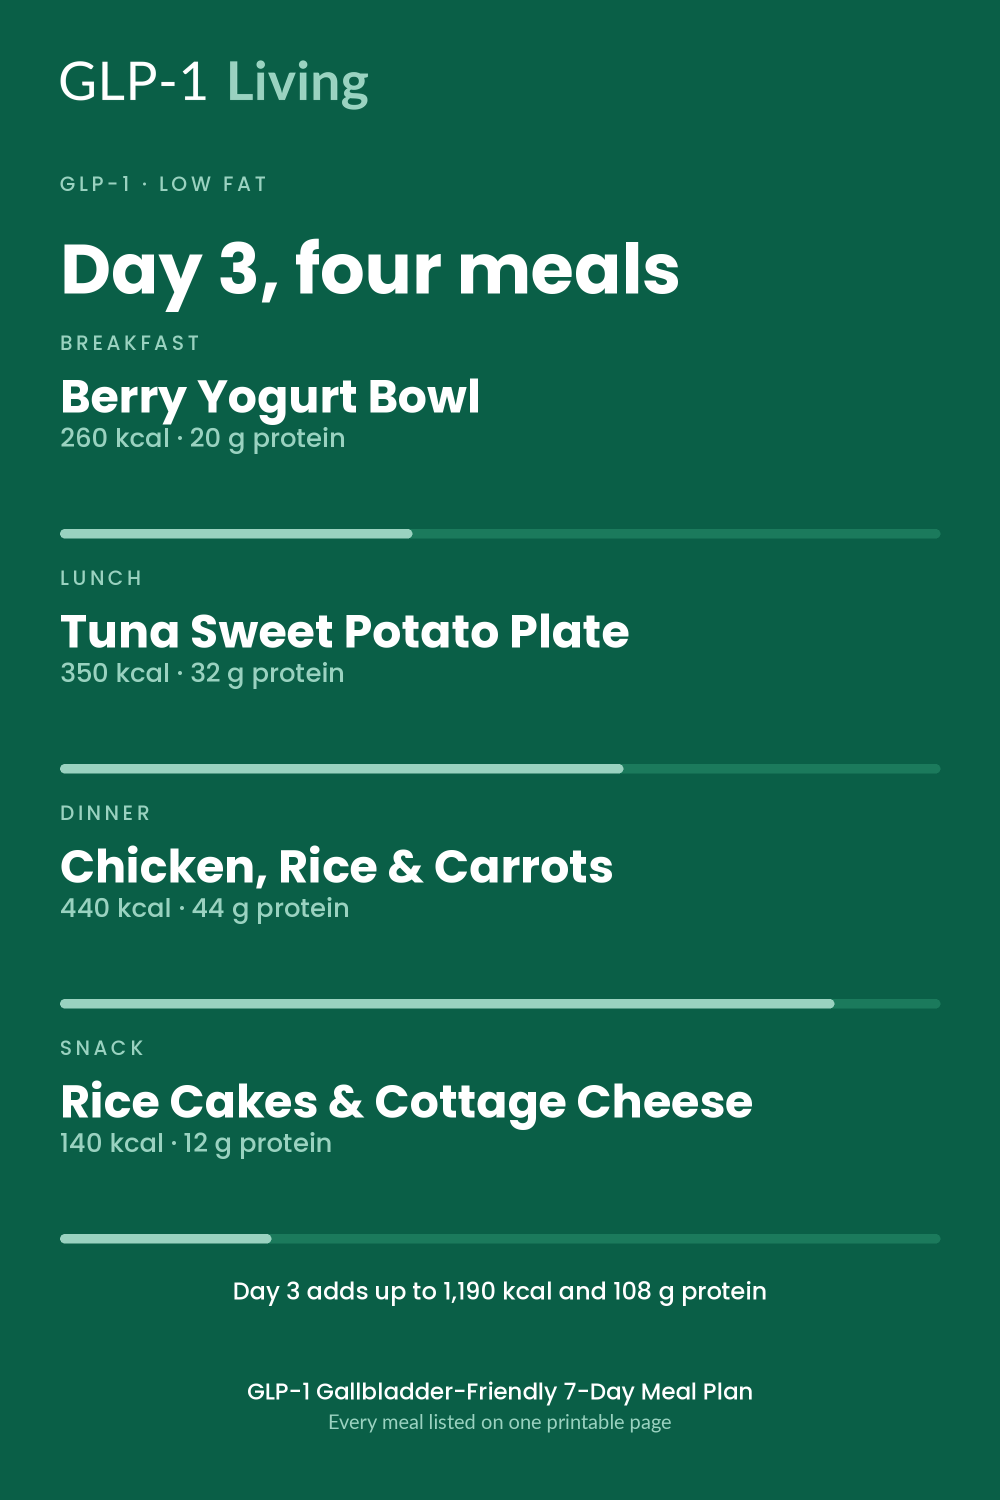 GLP-1 Living
GLP-1 · LOW FAT
Day 3, four meals
BREAKFAST
Berry Yogurt Bowl
260 kcal · 20 g protein
LUNCH
Tuna Sweet Potato Plate
350 kcal · 32 g protein
DINNER
Chicken, Rice & Carrots
440 kcal · 44 g protein
SNACK
Rice Cakes & Cottage Cheese
140 kcal · 12 g protein
Day 3 adds up to 1,190 kcal and 108 g protein
GLP-1 Gallbladder-Friendly 7-Day Meal Plan
Every meal listed on one printable page